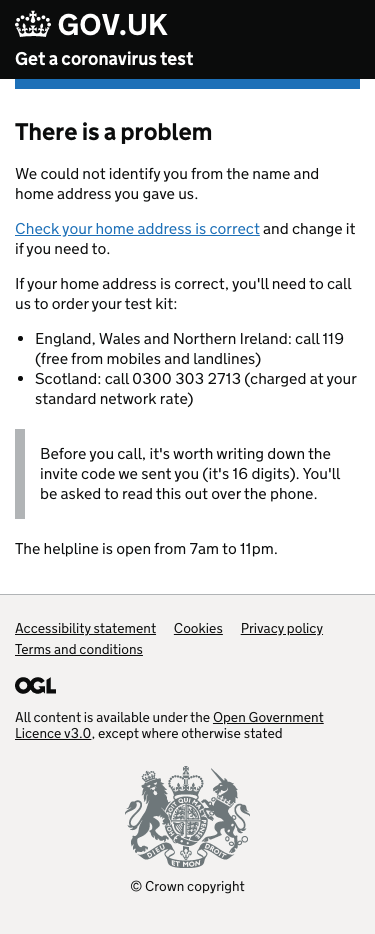 GOV.UK
Get a coronavirus test
There is a problem
We could not identify you from the name and
home address you gave us.
Check your home address is correct and change it
if you need to.
If your home address is correct, you'll need to call
us to order your test kit:
• England, Wales and Northern Ireland: call 119
(free from mobiles and landlines)
• Scotland: call 0300 303 2713 (charged at your
standard network rate)
Before you call, it's worth writing down the
invite code we sent you (it's 16 digits). You'll
be asked to read this out over the phone.
The helpline is open from 7am to 11pm.
Accessibility statement Cookies Privacy policy
Terms and conditions
OGL
All content is available under the Open Government
Licence v3.0, except where otherwise stated
DIEU ET MON DROIT
© Crown copyright